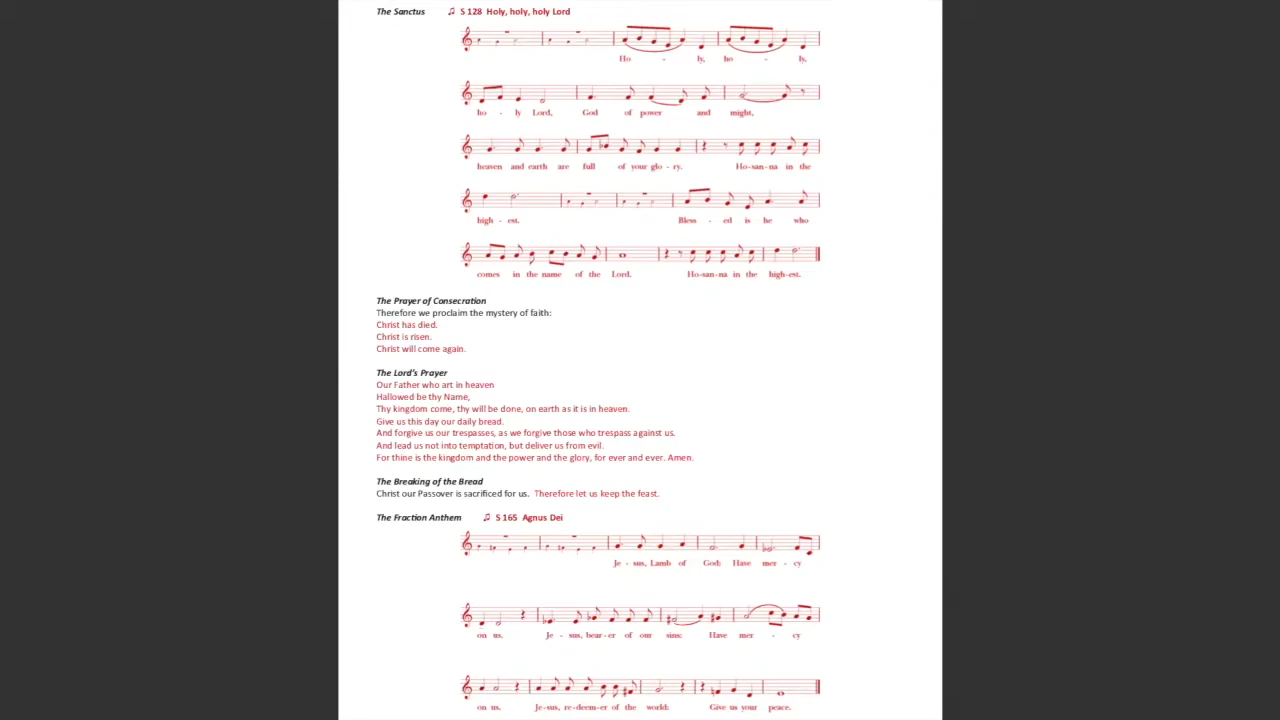 The Sanctus ♫ S 128 Holy, holy, holy Lord
Ho - ly, ho - ly,
ho - ly Lord, God of power and might,
heaven and earth are full of your glo - ry. Ho-san-na in the
high - est. Bless - ed is he who
comes in the name of the Lord. Ho-san-na in the high-est.
The Prayer of Consecration
Therefore we proclaim the mystery of faith:
Christ has died.
Christ is risen.
Christ will come again.
The Lord's Prayer
Our Father who art in heaven
Hallowed be thy Name,
Thy kingdom come, thy will be done, on earth as it is in heaven.
Give us this day our daily bread.
And forgive us our trespasses, as we forgive those who trespass against us.
And lead us not into temptation, but deliver us from evil.
For thine is the kingdom and the power and the glory, for ever and ever. Amen.
The Breaking of the Bread
Christ our Passover is sacrificed for us. Therefore let us keep the feast.
The Fraction Anthem ♫ S 165 Agnus Dei
Je - sus, Lamb of God: Have mer - cy
on us. Je - sus, bear-er of our sins: Have mer - cy
on us. Je-sus, re-deem-er of the world: Give us your peace.